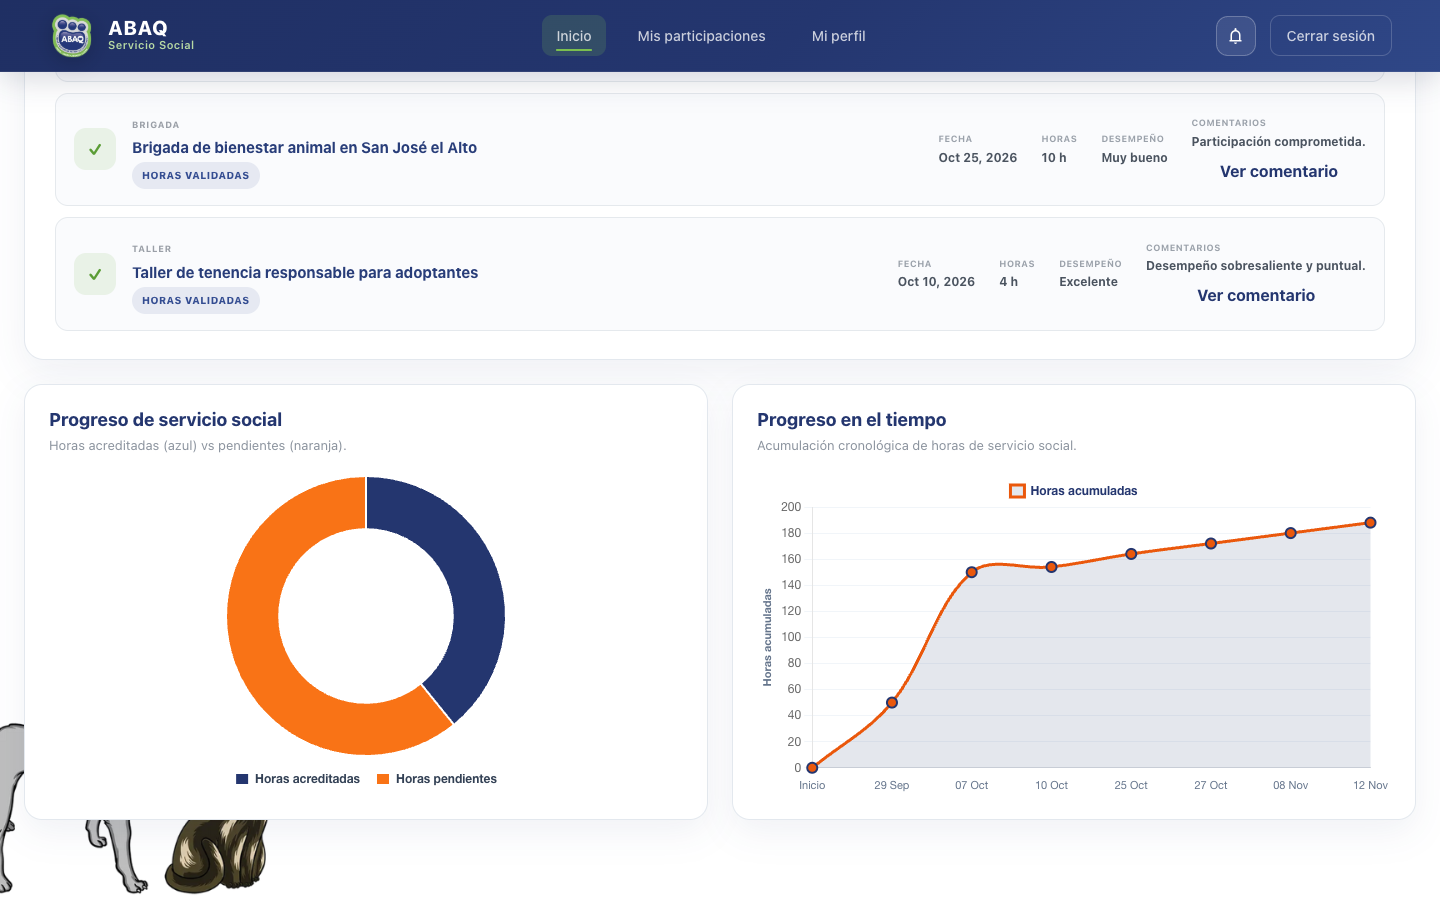 ABAQ
Servicio Social
Inicio
Mis participaciones
Mi perfil
Cerrar sesión
ABAQ
BRIGADA
Brigada de bienestar animal en San José el Alto
HORAS VALIDADAS
FECHA
Oct 25, 2026
HORAS
10 h
DESEMPEÑO
Muy bueno
COMENTARIOS
Participación comprometida.
Ver comentario
TALLER
Taller de tenencia responsable para adoptantes
HORAS VALIDADAS
FECHA
Oct 10, 2026
HORAS
4 h
DESEMPEÑO
Excelente
COMENTARIOS
Desempeño sobresaliente y puntual.
Ver comentario
Progreso de servicio social
Horas acreditadas (azul) vs pendientes (naranja).
Horas acreditadas
Horas pendientes
Progreso en el tiempo
Acumulación cronológica de horas de servicio social.
Horas acumuladas
Horas acumuladas
200
180
160
140
120
100
80
60
40
20
0
Inicio
29 Sep
07 Oct
10 Oct
25 Oct
27 Oct
08 Nov
12 Nov